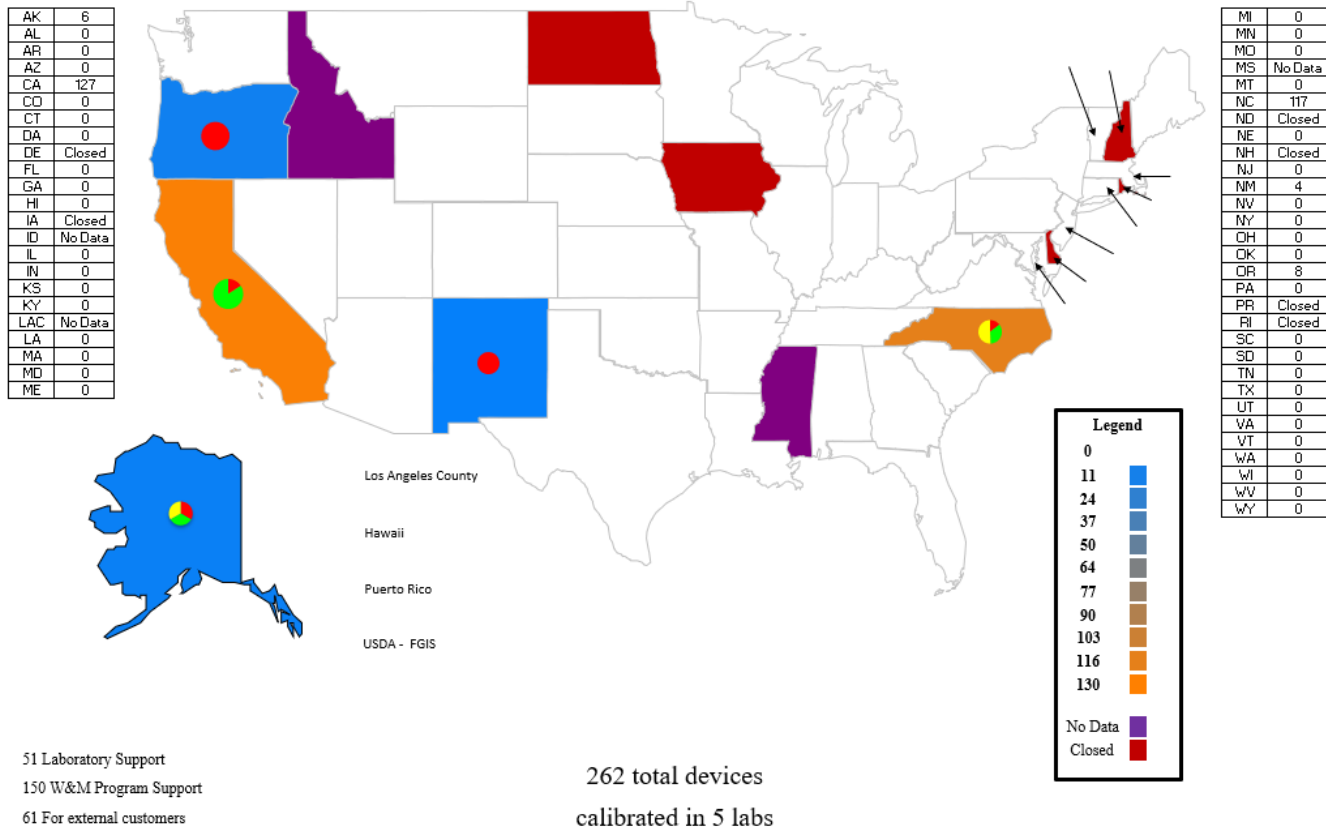 AK 6
AL 0
AR 0
AZ 0
CA 127
CO 0
CT 0
DA 0
DE Closed
FL 0
GA 0
HI 0
IA Closed
ID No Data
IL 0
IN 0
KS 0
KY 0
LAC No Data
LA 0
MA 0
MD 0
ME 0
MI 0
MN 0
MO 0
MS No Data
MT 0
NC 117
ND Closed
NE 0
NH Closed
NJ 0
NM 4
NV 0
NY 0
OH 0
OK 0
OR 8
PA 0
PR Closed
RI Closed
SC 0
SD 0
TN 0
TX 0
UT 0
VA 0
VT 0
WA 0
WI 0
WV 0
WY 0
Los Angeles County
Hawaii
Puerto Rico
USDA - FGIS
Legend
0
11
24
37
50
64
77
90
103
116
130
No Data
Closed
51 Laboratory Support
150 W&M Program Support
61 For external customers
262 total devices
calibrated in 5 labs